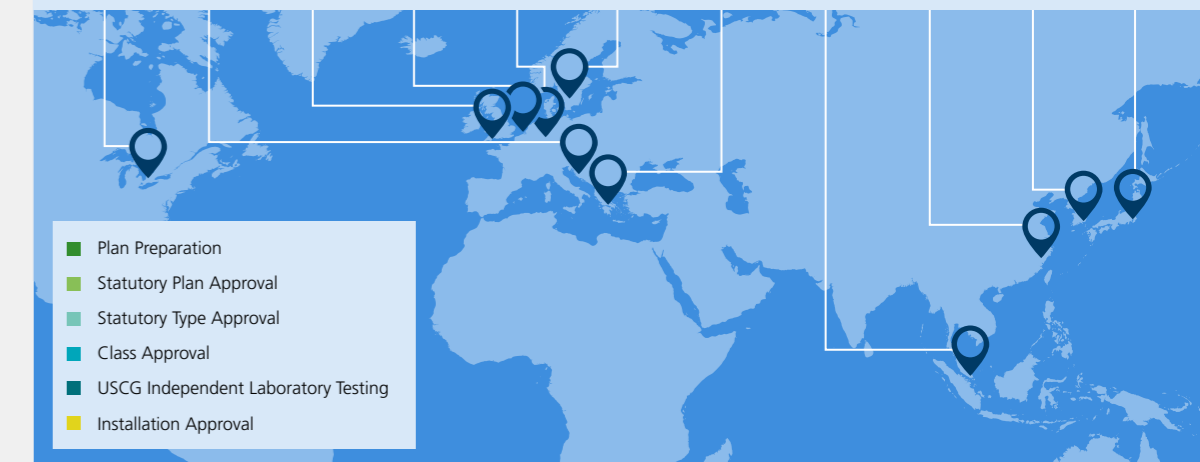 Plan Preparation
Statutory Plan Approval
Statutory Type Approval
Class Approval
USCG Independent Laboratory Testing
Installation Approval